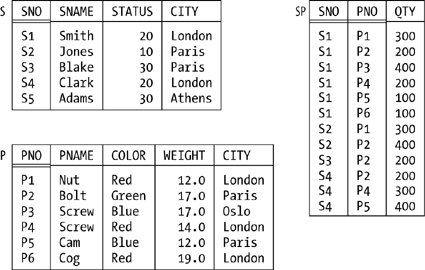 S
SNO SNAME STATUS CITY
S1 Smith 20 London
S2 Jones 10 Paris
S3 Blake 30 Paris
S4 Clark 20 London
S5 Adams 30 Athens
P
PNO PNAME COLOR WEIGHT CITY
P1 Nut Red 12.0 London
P2 Bolt Green 17.0 Paris
P3 Screw Blue 17.0 Oslo
P4 Screw Red 14.0 London
P5 Cam Blue 12.0 Paris
P6 Cog Red 19.0 London
SP
SNO PNO QTY
S1 P1 300
S1 P2 200
S1 P3 400
S1 P4 200
S1 P5 100
S1 P6 100
S2 P1 300
S2 P2 400
S3 P2 200
S4 P2 200
S4 P4 300
S4 P5 400